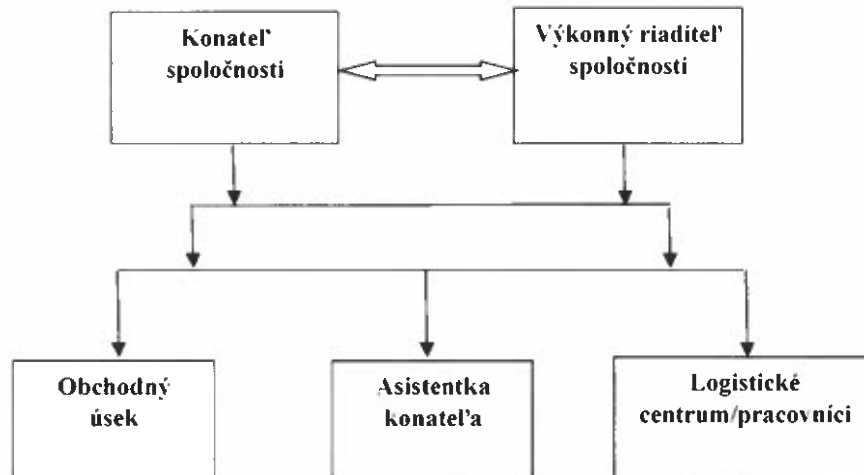 Konateľ
spoločnosti
Výkonný riaditeľ
spoločnosti
Obchodný
úsek
Asistentka
konateľa
Logistické
centrum/pracovníci